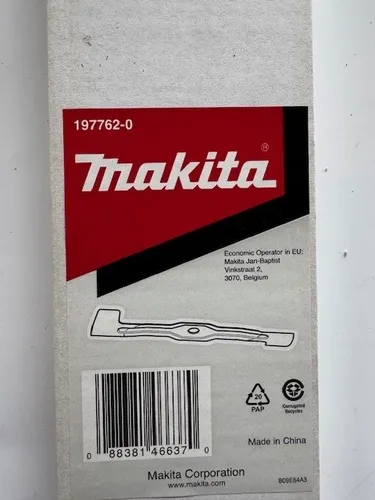 197762-0
makita®
Economic Operator in EU:
Makita Jan-Baptist
Vinkstraat 2,
3070, Belgium
20
PAP
Corrugated
Recycles
0 88381 46637 0
Made in China
Makita Corporation
www.makita.com
809E84A3